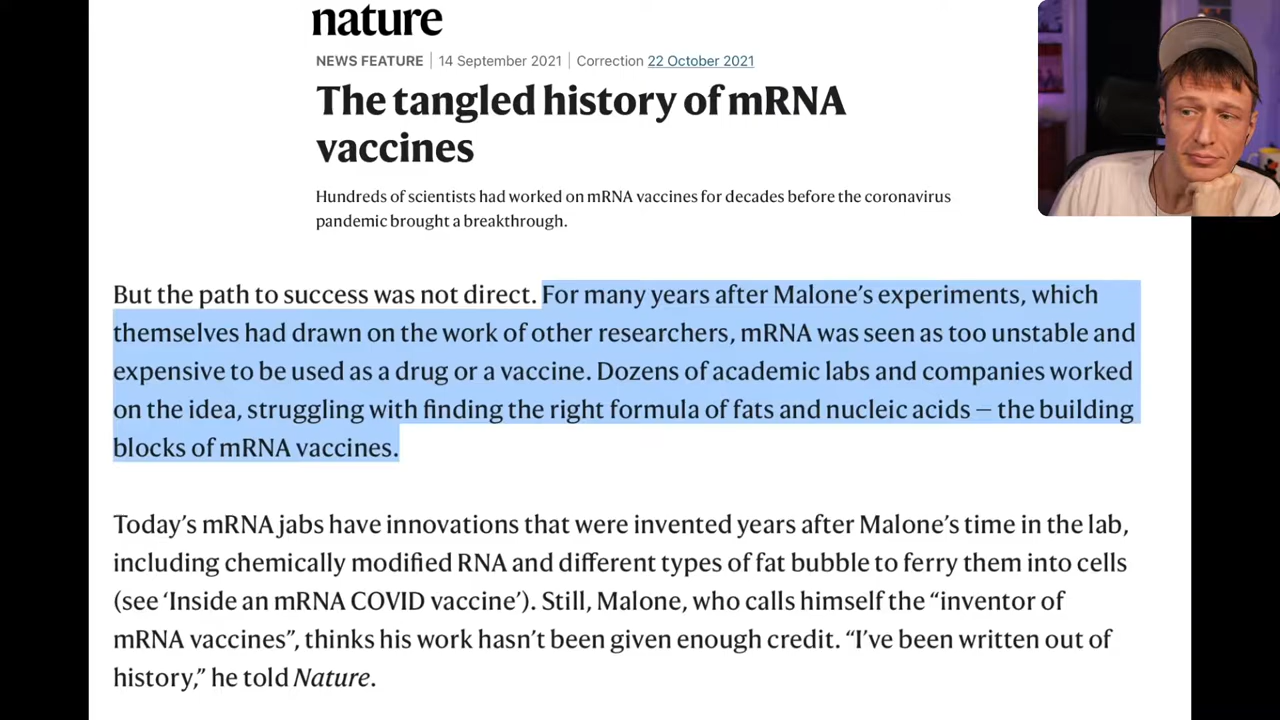 nature
NEWS FEATURE | 14 September 2021 | Correction 22 October 2021
The tangled history of mRNA
vaccines
Hundreds of scientists had worked on mRNA vaccines for decades before the coronavirus
pandemic brought a breakthrough.
But the path to success was not direct. For many years after Malone’s experiments, which
themselves had drawn on the work of other researchers, mRNA was seen as too unstable and
expensive to be used as a drug or a vaccine. Dozens of academic labs and companies worked
on the idea, struggling with finding the right formula of fats and nucleic acids — the building
blocks of mRNA vaccines.
Today’s mRNA jabs have innovations that were invented years after Malone’s time in the lab,
including chemically modified RNA and different types of fat bubble to ferry them into cells
(see ‘Inside an mRNA COVID vaccine’). Still, Malone, who calls himself the “inventor of
mRNA vaccines”, thinks his work hasn’t been given enough credit. “I’ve been written out of
history,” he told Nature.